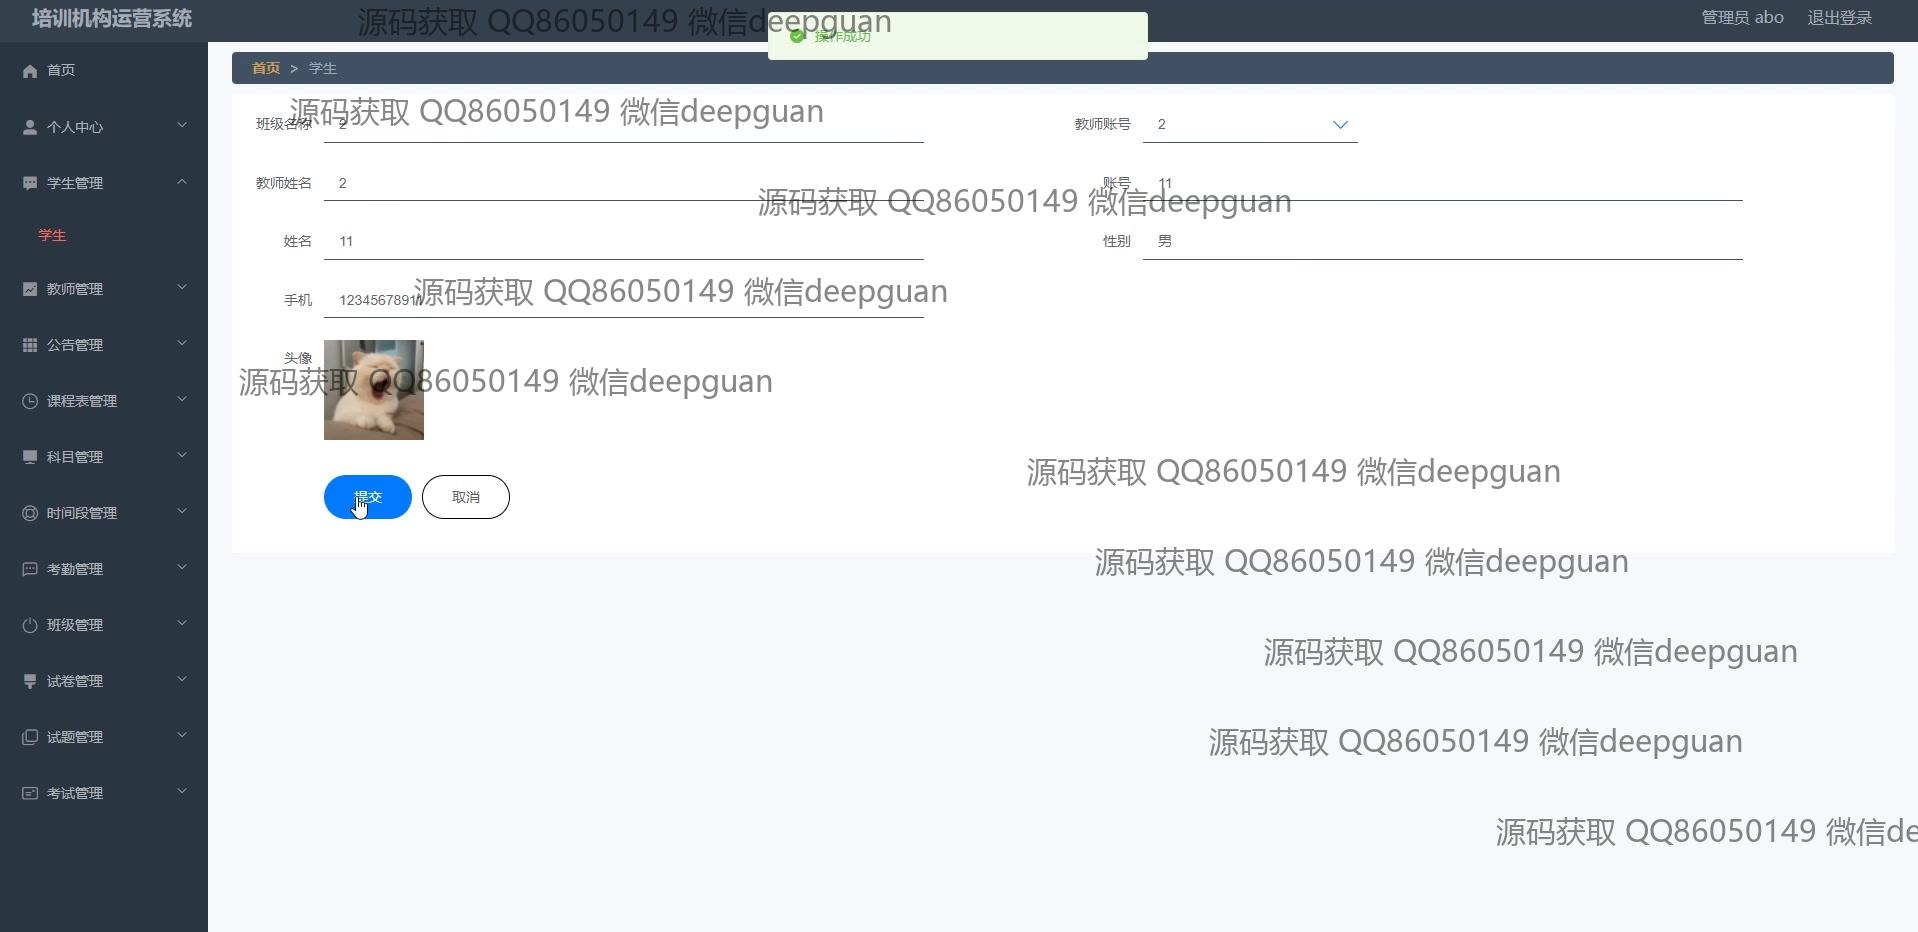 培训机构运营系统
源码获取 QQ86050149 微信deepguan
操作成功
管理员 abo
退出登录
首页 > 学生
首页
个人中心
学生管理
学生
教师管理
公告管理
课程表管理
科目管理
时间段管理
考勤管理
班级管理
试卷管理
试题管理
考试管理
源码获取 QQ86050149 微信deepguan
班级名称 2
教师账号 2
教师姓名 2
账号 11
源码获取 QQ86050149 微信deepguan
姓名 11
性别 男
手机 12345678911
源码获取 QQ86050149 微信deepguan
头像
源码获取 QQ86050149 微信deepguan
提交
取消
源码获取 QQ86050149 微信deepguan
源码获取 QQ86050149 微信deepguan
源码获取 QQ86050149 微信deepguan
源码获取 QQ86050149 微信deepguan
源码获取 QQ86050149 微信de